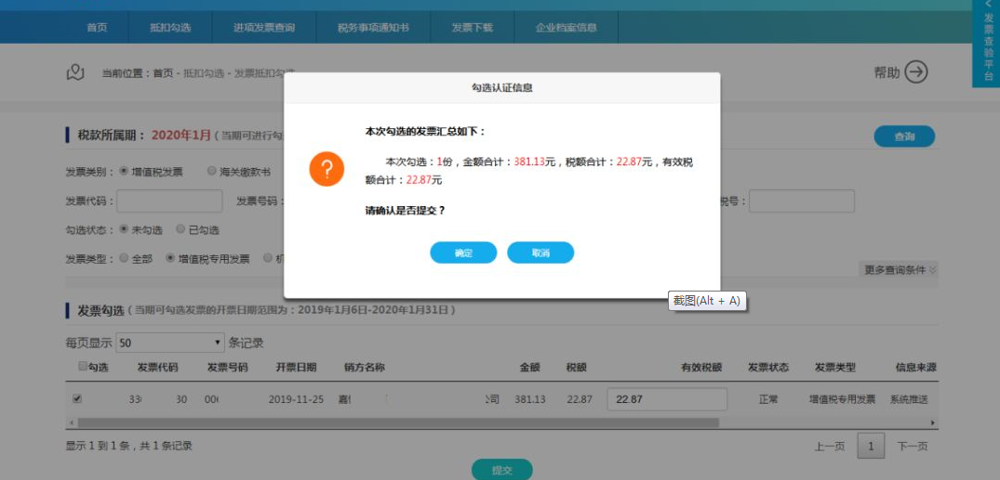 首页 抵扣勾选 进项发票查询 税务事项通知书 发票下载 企业档案信息
发票查验平台
当前位置：首页 - 抵扣勾选 - 发票抵扣勾选
帮助
勾选认证信息
本次勾选的发票汇总如下：
本次勾选：1份，金额合计：381.13元，税额合计：22.87元，有效税
额合计：22.87元
请确认是否提交？
确定 取消
截图(Alt + A)
税款所属期： 2020年1月 ( 当期可进行勾
查询
发票类别： 增值税发票 海关缴款书
发票代码： 发票号码： 税号：
勾选状态： 未勾选 已勾选
发票类型： 全部 增值税专用发票 机
更多查询条件
发票勾选 ( 当期可勾选发票的开票日期范围为：2019年1月6日-2020年1月31日 )
每页显示 50 条记录
勾选 发票代码 发票号码 开票日期 销方名称 金额 税额 有效税额 发票状态 发票类型 信息来源
33 30 00 2019-11-25 嘉 公司 381.13 22.87 22.87 正常 增值税专用发票 系统推送
显示 1 到 1 条，共 1 条记录
上一页 1 下一页
提交